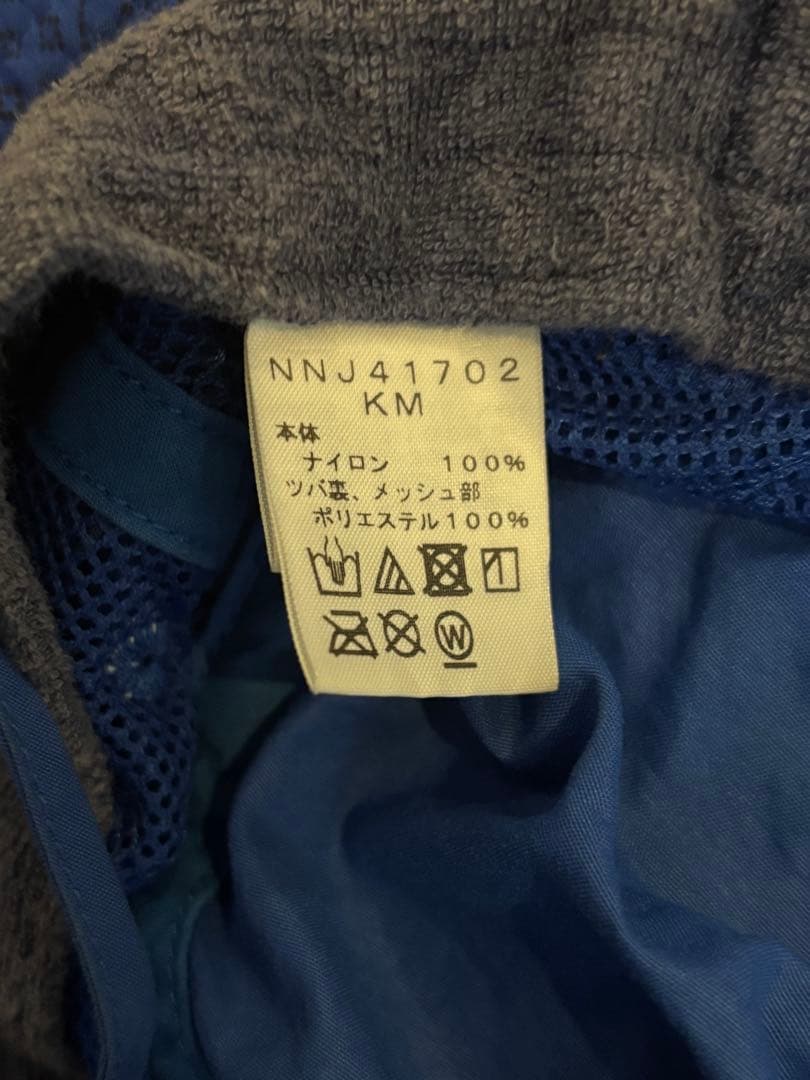 NNJ41702
KM
本体
ナイロン 100%
ツバ裏、メッシュ部
ポリエステル100%
W